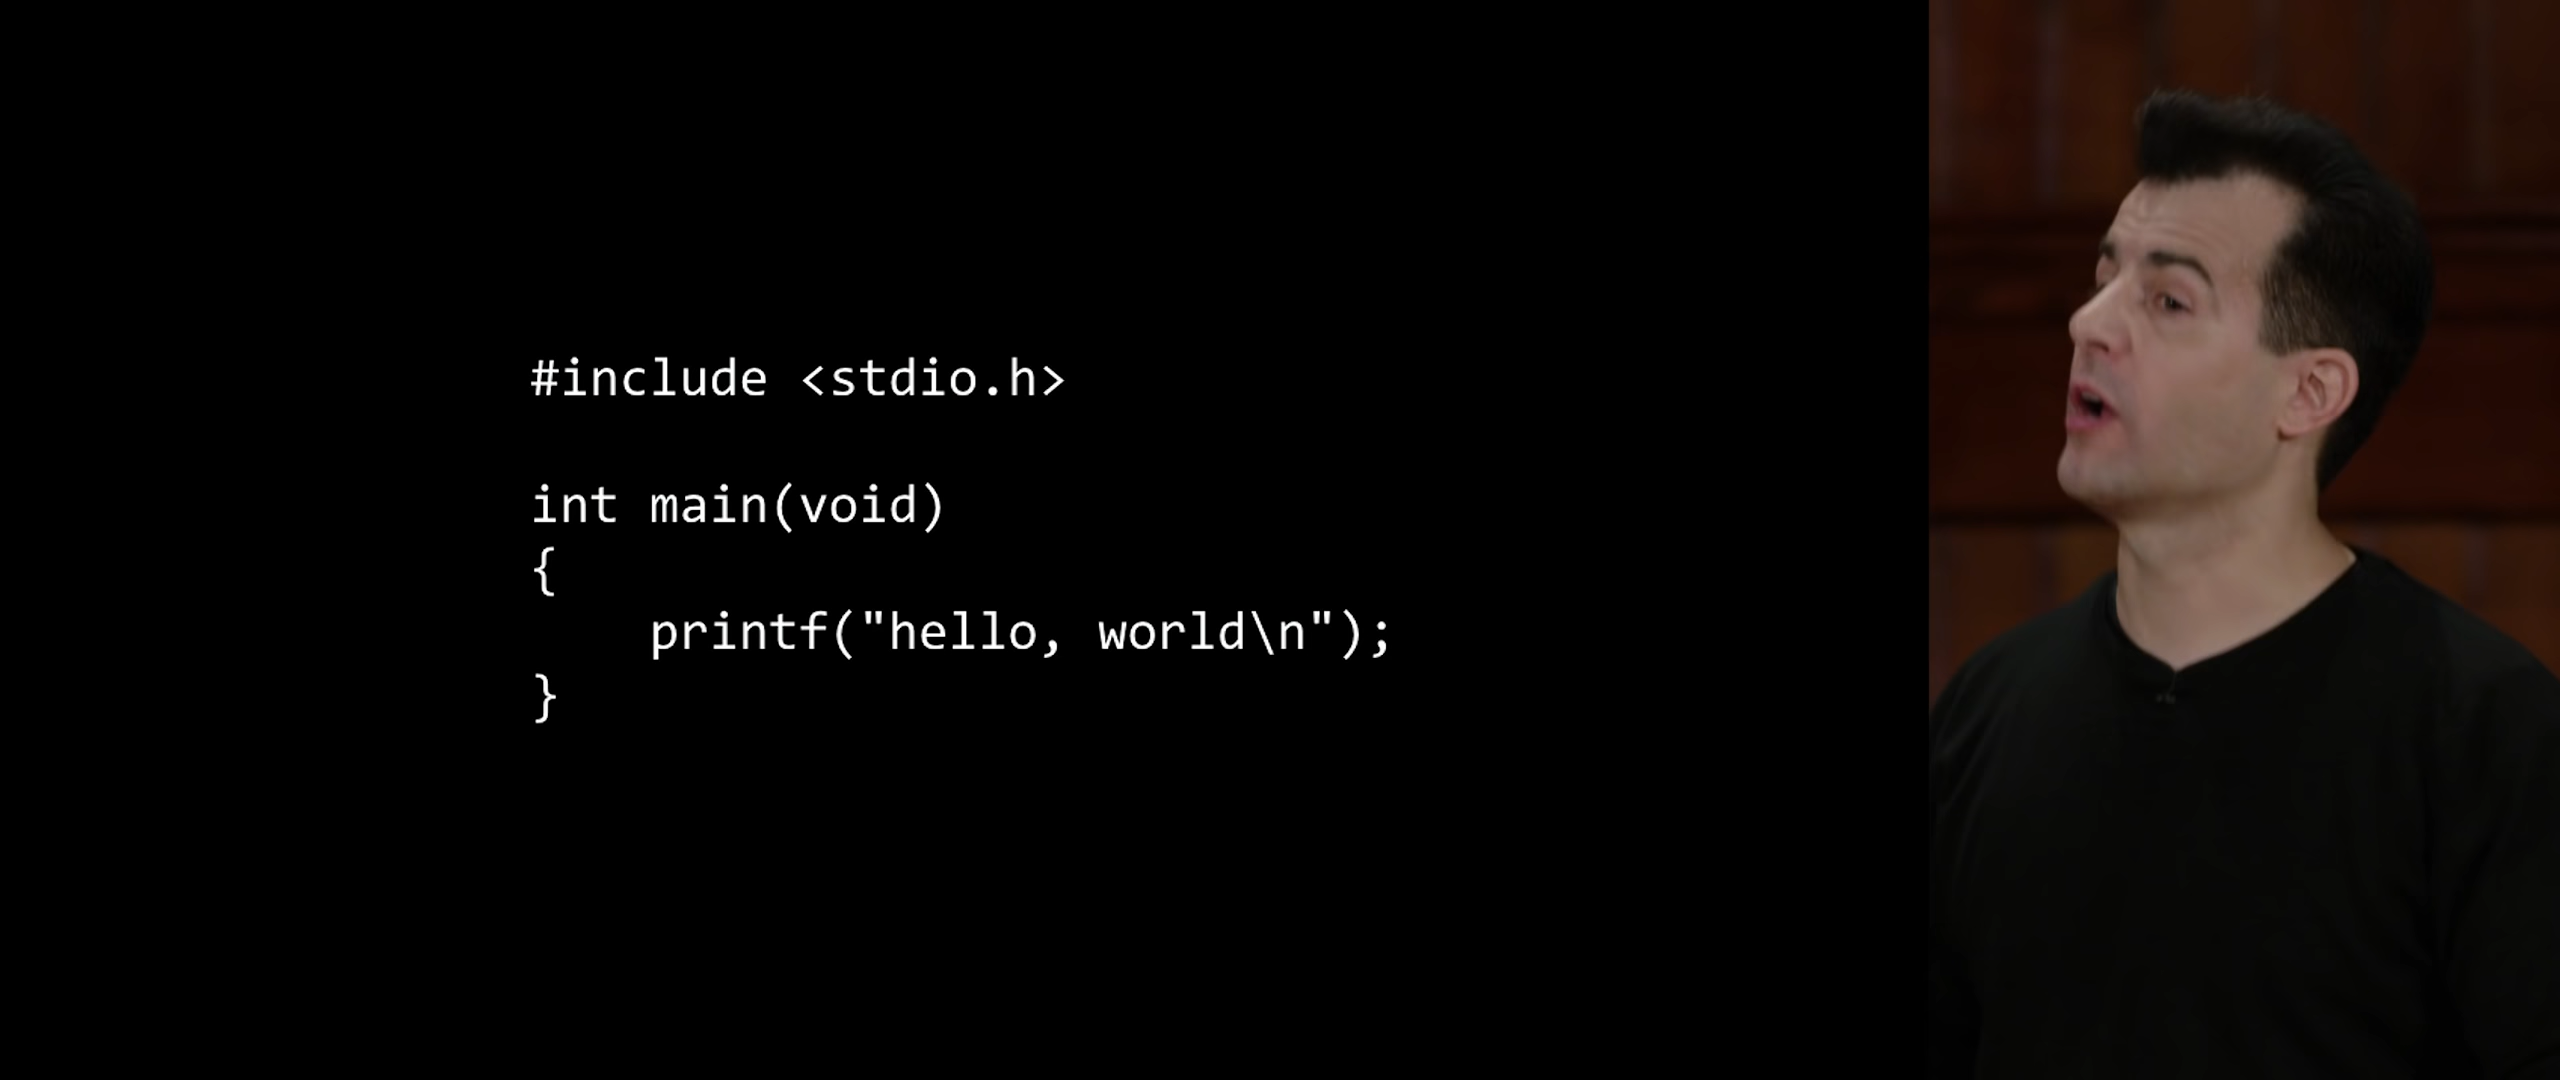 #include <stdio.h>
int main(void)
{
    printf("hello, world\n");
}